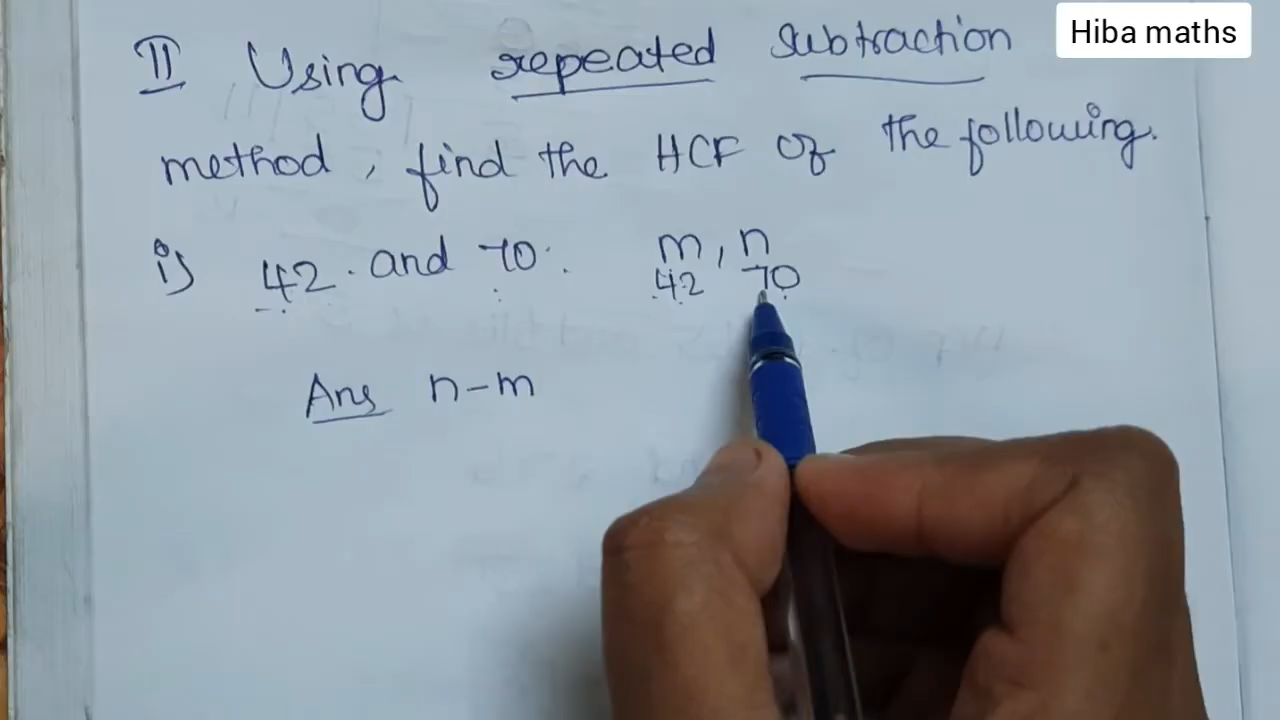 Hiba maths
II Using repeated subtraction
method, find the HCF of the following.
i) 42 and 70. m, n
42 70
Ans n-m